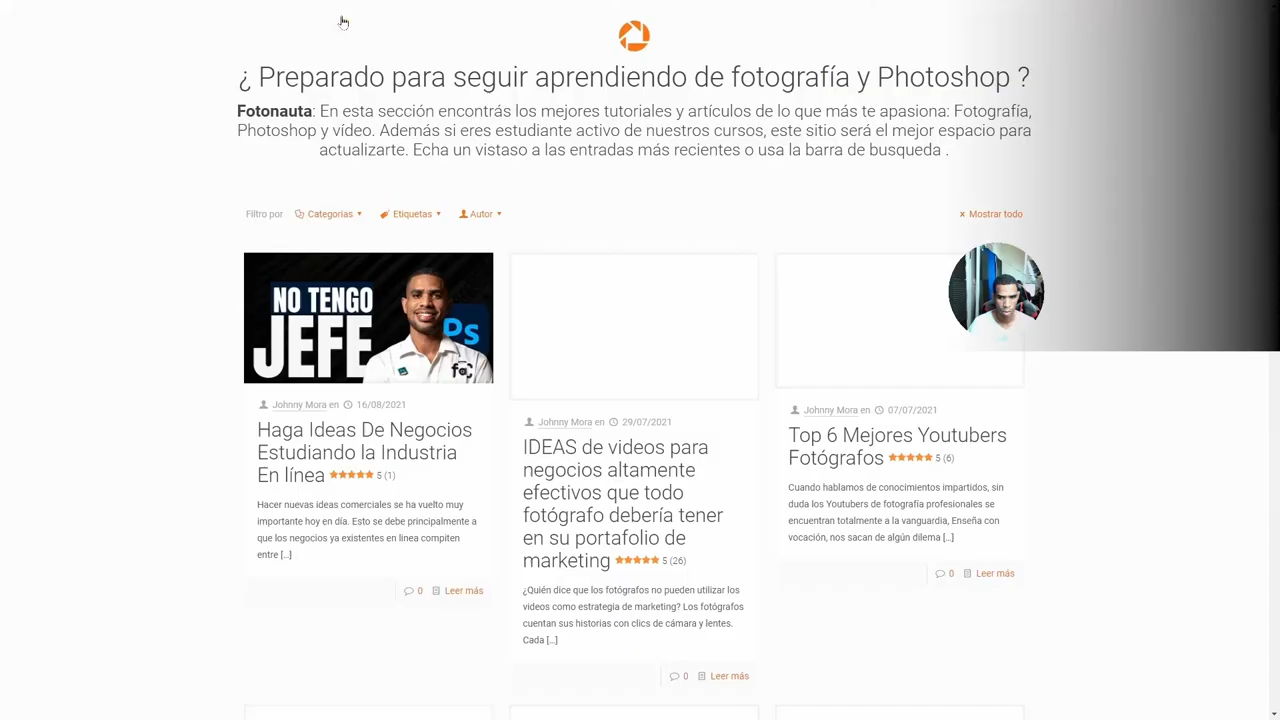 ¿ Preparado para seguir aprendiendo de fotografía y Photoshop ?
Fotonauta: En esta sección encontrás los mejores tutoriales y artículos de lo que más te apasiona: Fotografía,
Photoshop y vídeo. Además si eres estudiante activo de nuestros cursos, este sitio será el mejor espacio para
actualizarte. Echa un vistaso a las entradas más recientes o usa la barra de busqueda .
Filtro por Categorias Etiquetas Autor × Mostrar todo
NO TENGO
JEFE
Ps
Johnny Mora en 16/08/2021
Haga Ideas De Negocios
Estudiando la Industria
En línea 5 (1)
Hacer nuevas ideas comerciales se ha vuelto muy
importante hoy en día. Esto se debe principalmente a
que los negocios ya existentes en linea compiten
entre [...]
0 Leer más
Johnny Mora en 29/07/2021
IDEAS de videos para
negocios altamente
efectivos que todo
fotógrafo debería tener
en su portafolio de
marketing 5 (26)
¿Quién dice que los fotógrafos no pueden utilizar los
videos como estrategia de marketing? Los fotógrafos
cuentan sus historias con clics de cámara y lentes.
Cada [...]
0 Leer más
Johnny Mora en 07/07/2021
Top 6 Mejores Youtubers
Fotógrafos 5 (6)
Cuando hablamos de conocimientos impartidos, sin
duda los Youtubers de fotografía profesionales se
encuentran totalmente a la vanguardia, Enseña con
vocación, nos sacan de algún dilema [...]
0 Leer más